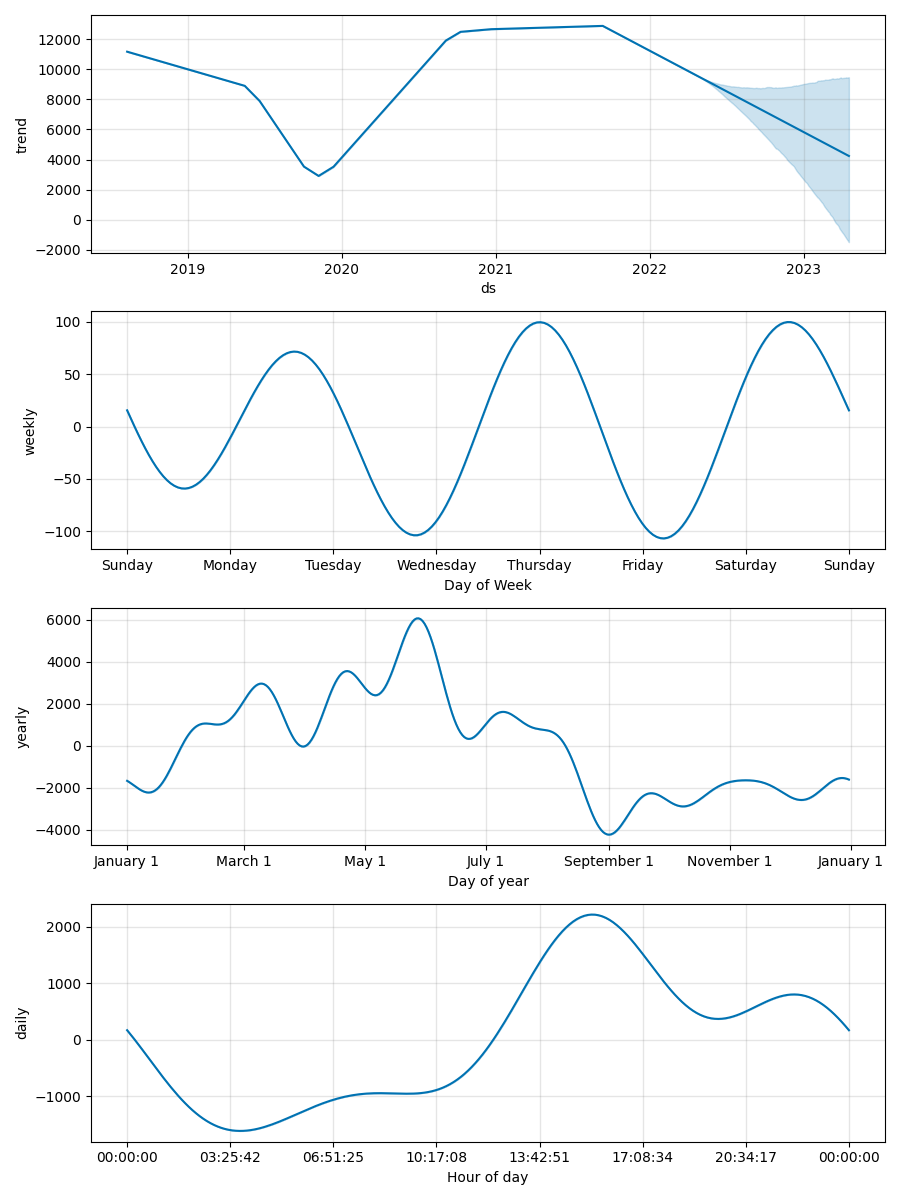 12000
10000
8000
6000
4000
2000
0
−2000
trend
2019 2020 2021 2022 2023
ds
100
50
0
−50
−100
weekly
Sunday Monday Tuesday Wednesday Thursday Friday Saturday Sunday
Day of Week
6000
4000
2000
0
−2000
−4000
yearly
January 1 March 1 May 1 July 1 September 1 November 1 January 1
Day of year
2000
1000
0
−1000
daily
00:00:00 03:25:42 06:51:25 10:17:08 13:42:51 17:08:34 20:34:17 00:00:00
Hour of day